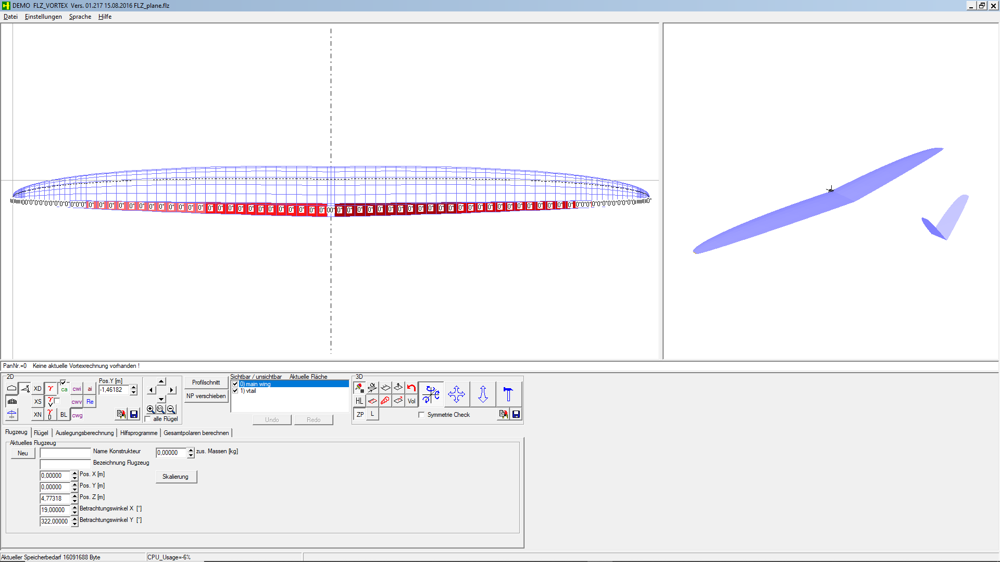 DEMO FLZ_VORTEX Vers. 01.217 15.08.2016 FLZ_plane.flz
Datei Einstellungen Sprache Hilfe
PanNr.=0 Keine aktuelle Vortexrechnung vorhanden !
2D
XD
γ
ca
cwi
ai
Pos.Y [m]
-1,46182
XS
γ
V
cwv
Re
XN
γ
BL
cwg
alle Flügel
Profilschnitt
NP verschieben
Sichtbar / unsichtbar Aktuelle Fläche
0) main wing
1) vtail
Undo Redo
3D
HL
Vol
ZP
L
Symmetrie Check
Flugzeug Flügel Auslegungsberechnung Hilfsprogramme Gesamtpolaren berechnen
Aktuelles Flugzeug
Neu
Name Konstrukteur
0,00000 zus. Massen [kg]
Bezeichnung Flugzeug
0,00000 Pos. X [m]
Skalierung
0,00000 Pos. Y [m]
4,77318 Pos. Z [m]
19,00000 Betrachtungswinkel X [°]
322,00000 Betrachtungswinkel Y [°]
Aktueller Speicherbedarf 16091688 Byte CPU_Usage=-6%